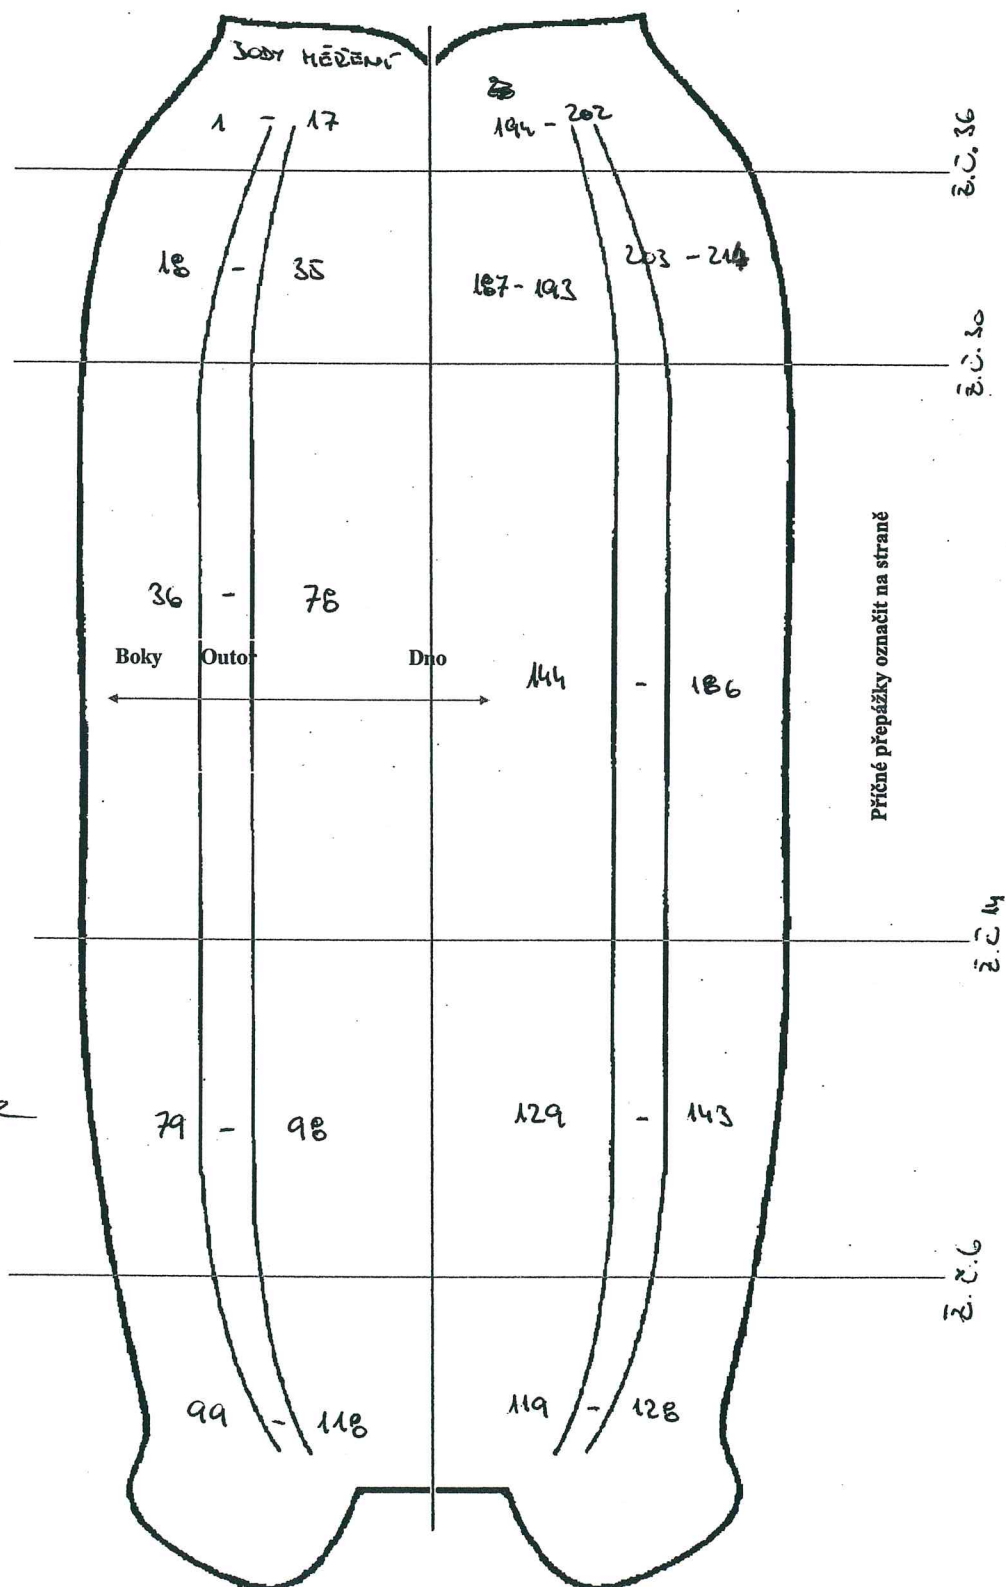 BODY MĚŘENÍ
1 - 17
194 - 202
ž.č. 36
18 - 35
187 - 193
203 - 214
ž.č. 30
36 - 78
Boky Outor Dno
144 - 186
Příčné přepážky označit na straně
ž.č 14
79 - 98
129 - 143
ž.č.6
99 - 118
119 - 128